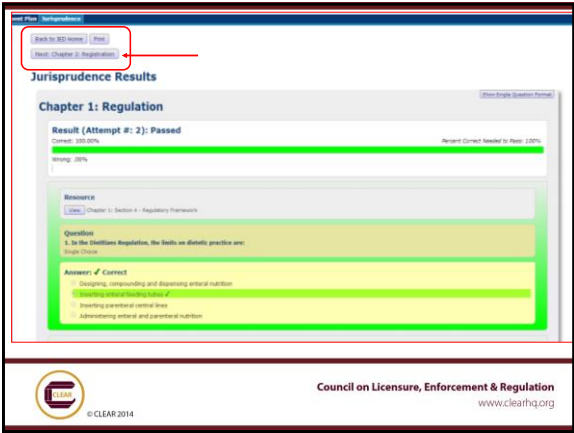 ent Plan Jurisprudence
Back to JED Home Print
Next: Chapter 2: Registration
Jurisprudence Results
Show Single Question Format
Chapter 1: Regulation
Result (Attempt #: 2): Passed
Correct: 100.00% Percent Correct Needed to Pass: 100%
Wrong: .00%
Resource
View Chapter 1: Section 4 - Regulatory Framework
Question
1. In the Dietitians Regulation, the limits on dietetic practice are:
Single Choice
Answer: ✓ Correct
Designing, compounding and dispensing enteral nutrition
Inserting enteral feeding tubes ✓
Inserting parenteral central lines
Administering enteral and parenteral nutrition
CLEAR
© CLEAR 2014
Council on Licensure, Enforcement & Regulation
www.clearhq.org